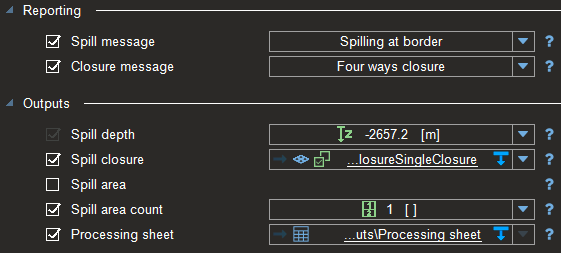 Reporting
Spill message Spilling at border ?
Closure message Four ways closure ?
Outputs
Spill depth -2657.2 [m] ?
Spill closure ...losureSingleClosure ?
Spill area ?
Spill area count 1 [ ] ?
Processing sheet ...uts\Processing sheet ?